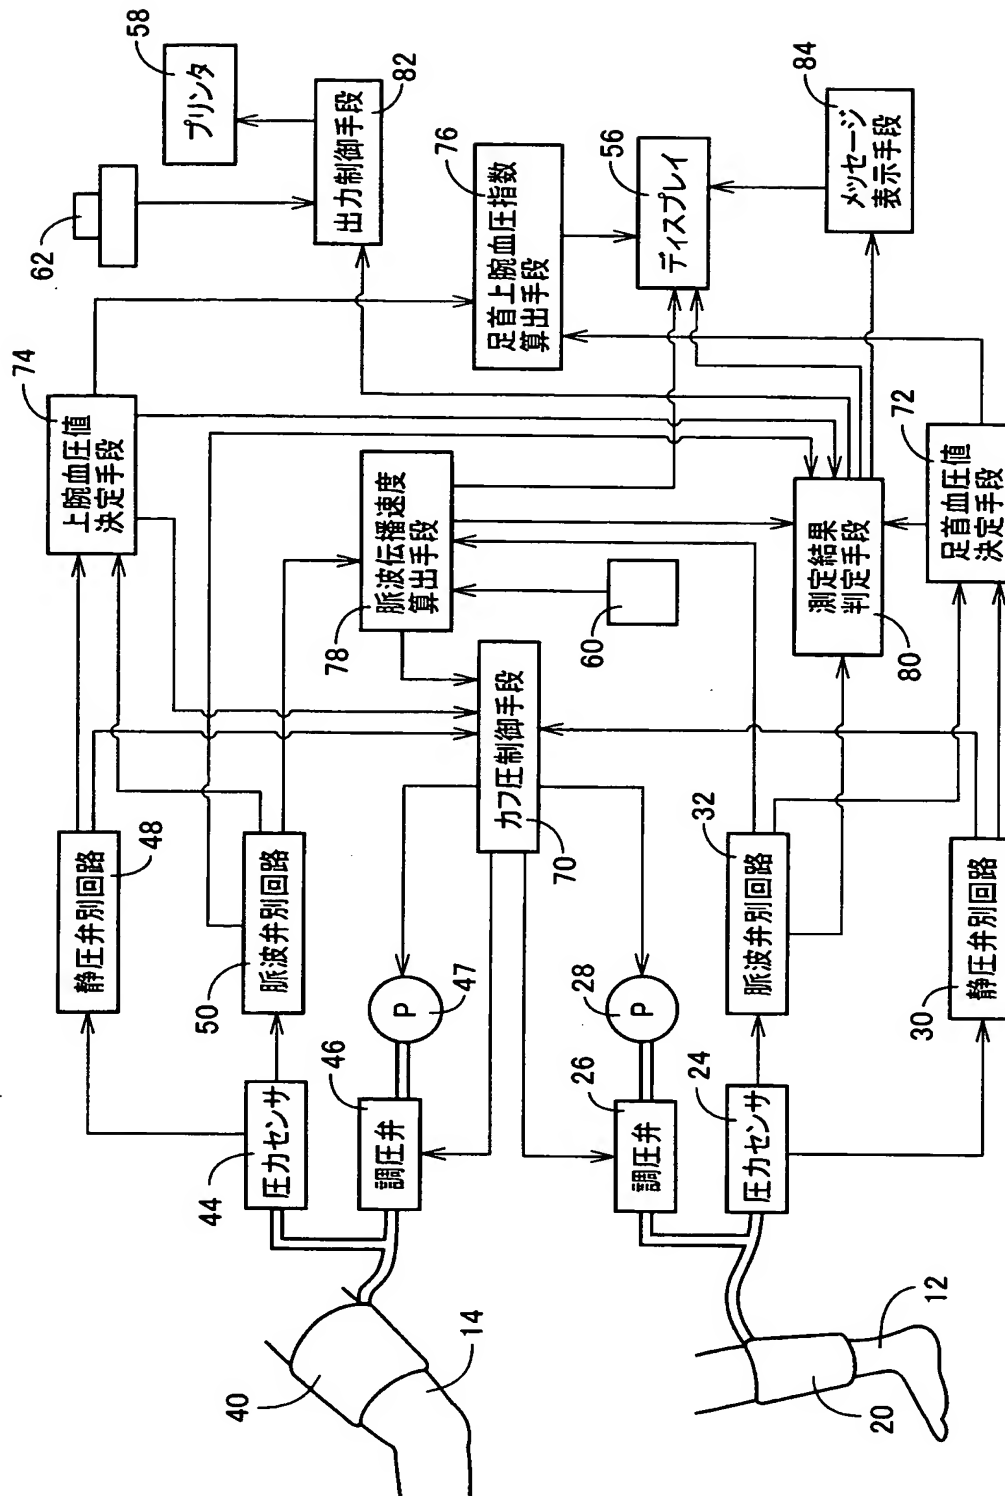 静圧弁別回路
48
上腕血圧値
決定手段
74
62
プリンタ
58
出力制御手段
82
足首上腕血圧指数
算出手段
76
ディスプレイ
56
メッセージ
表示手段
84
圧力センサ
44
脈波弁別回路
50
脈波伝播速度
算出手段
78
60
調圧弁
46
P
47
カフ圧制御手段
70
測定結果
判定手段
80
足首血圧値
決定手段
72
調圧弁
26
P
28
圧力センサ
24
脈波弁別回路
32
静圧弁別回路
30
40
14
20
12